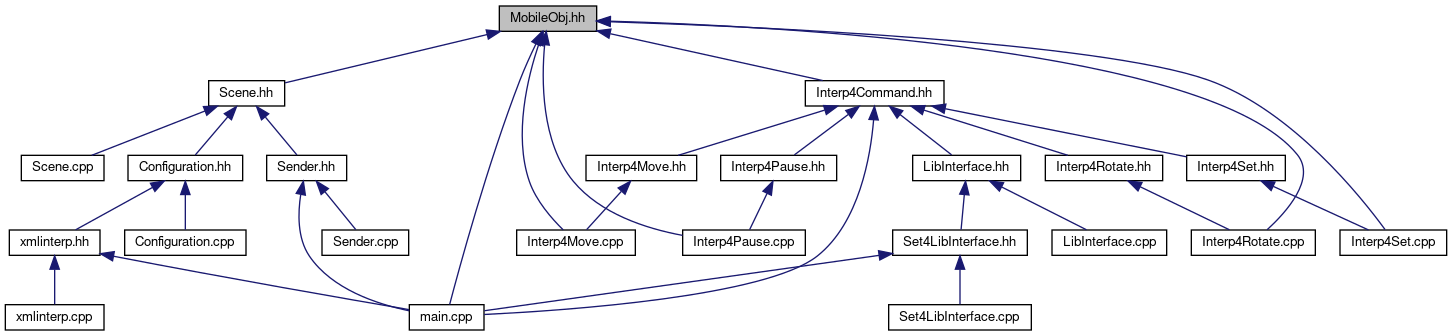 MobileObj.hh
Scene.hh
Interp4Command.hh
Scene.cpp
Configuration.hh
Sender.hh
Interp4Move.hh
Interp4Pause.hh
LibInterface.hh
Interp4Rotate.hh
Interp4Set.hh
xmlinterp.hh
Configuration.cpp
Sender.cpp
Interp4Move.cpp
Interp4Pause.cpp
Set4LibInterface.hh
LibInterface.cpp
Interp4Rotate.cpp
Interp4Set.cpp
xmlinterp.cpp
main.cpp
Set4LibInterface.cpp